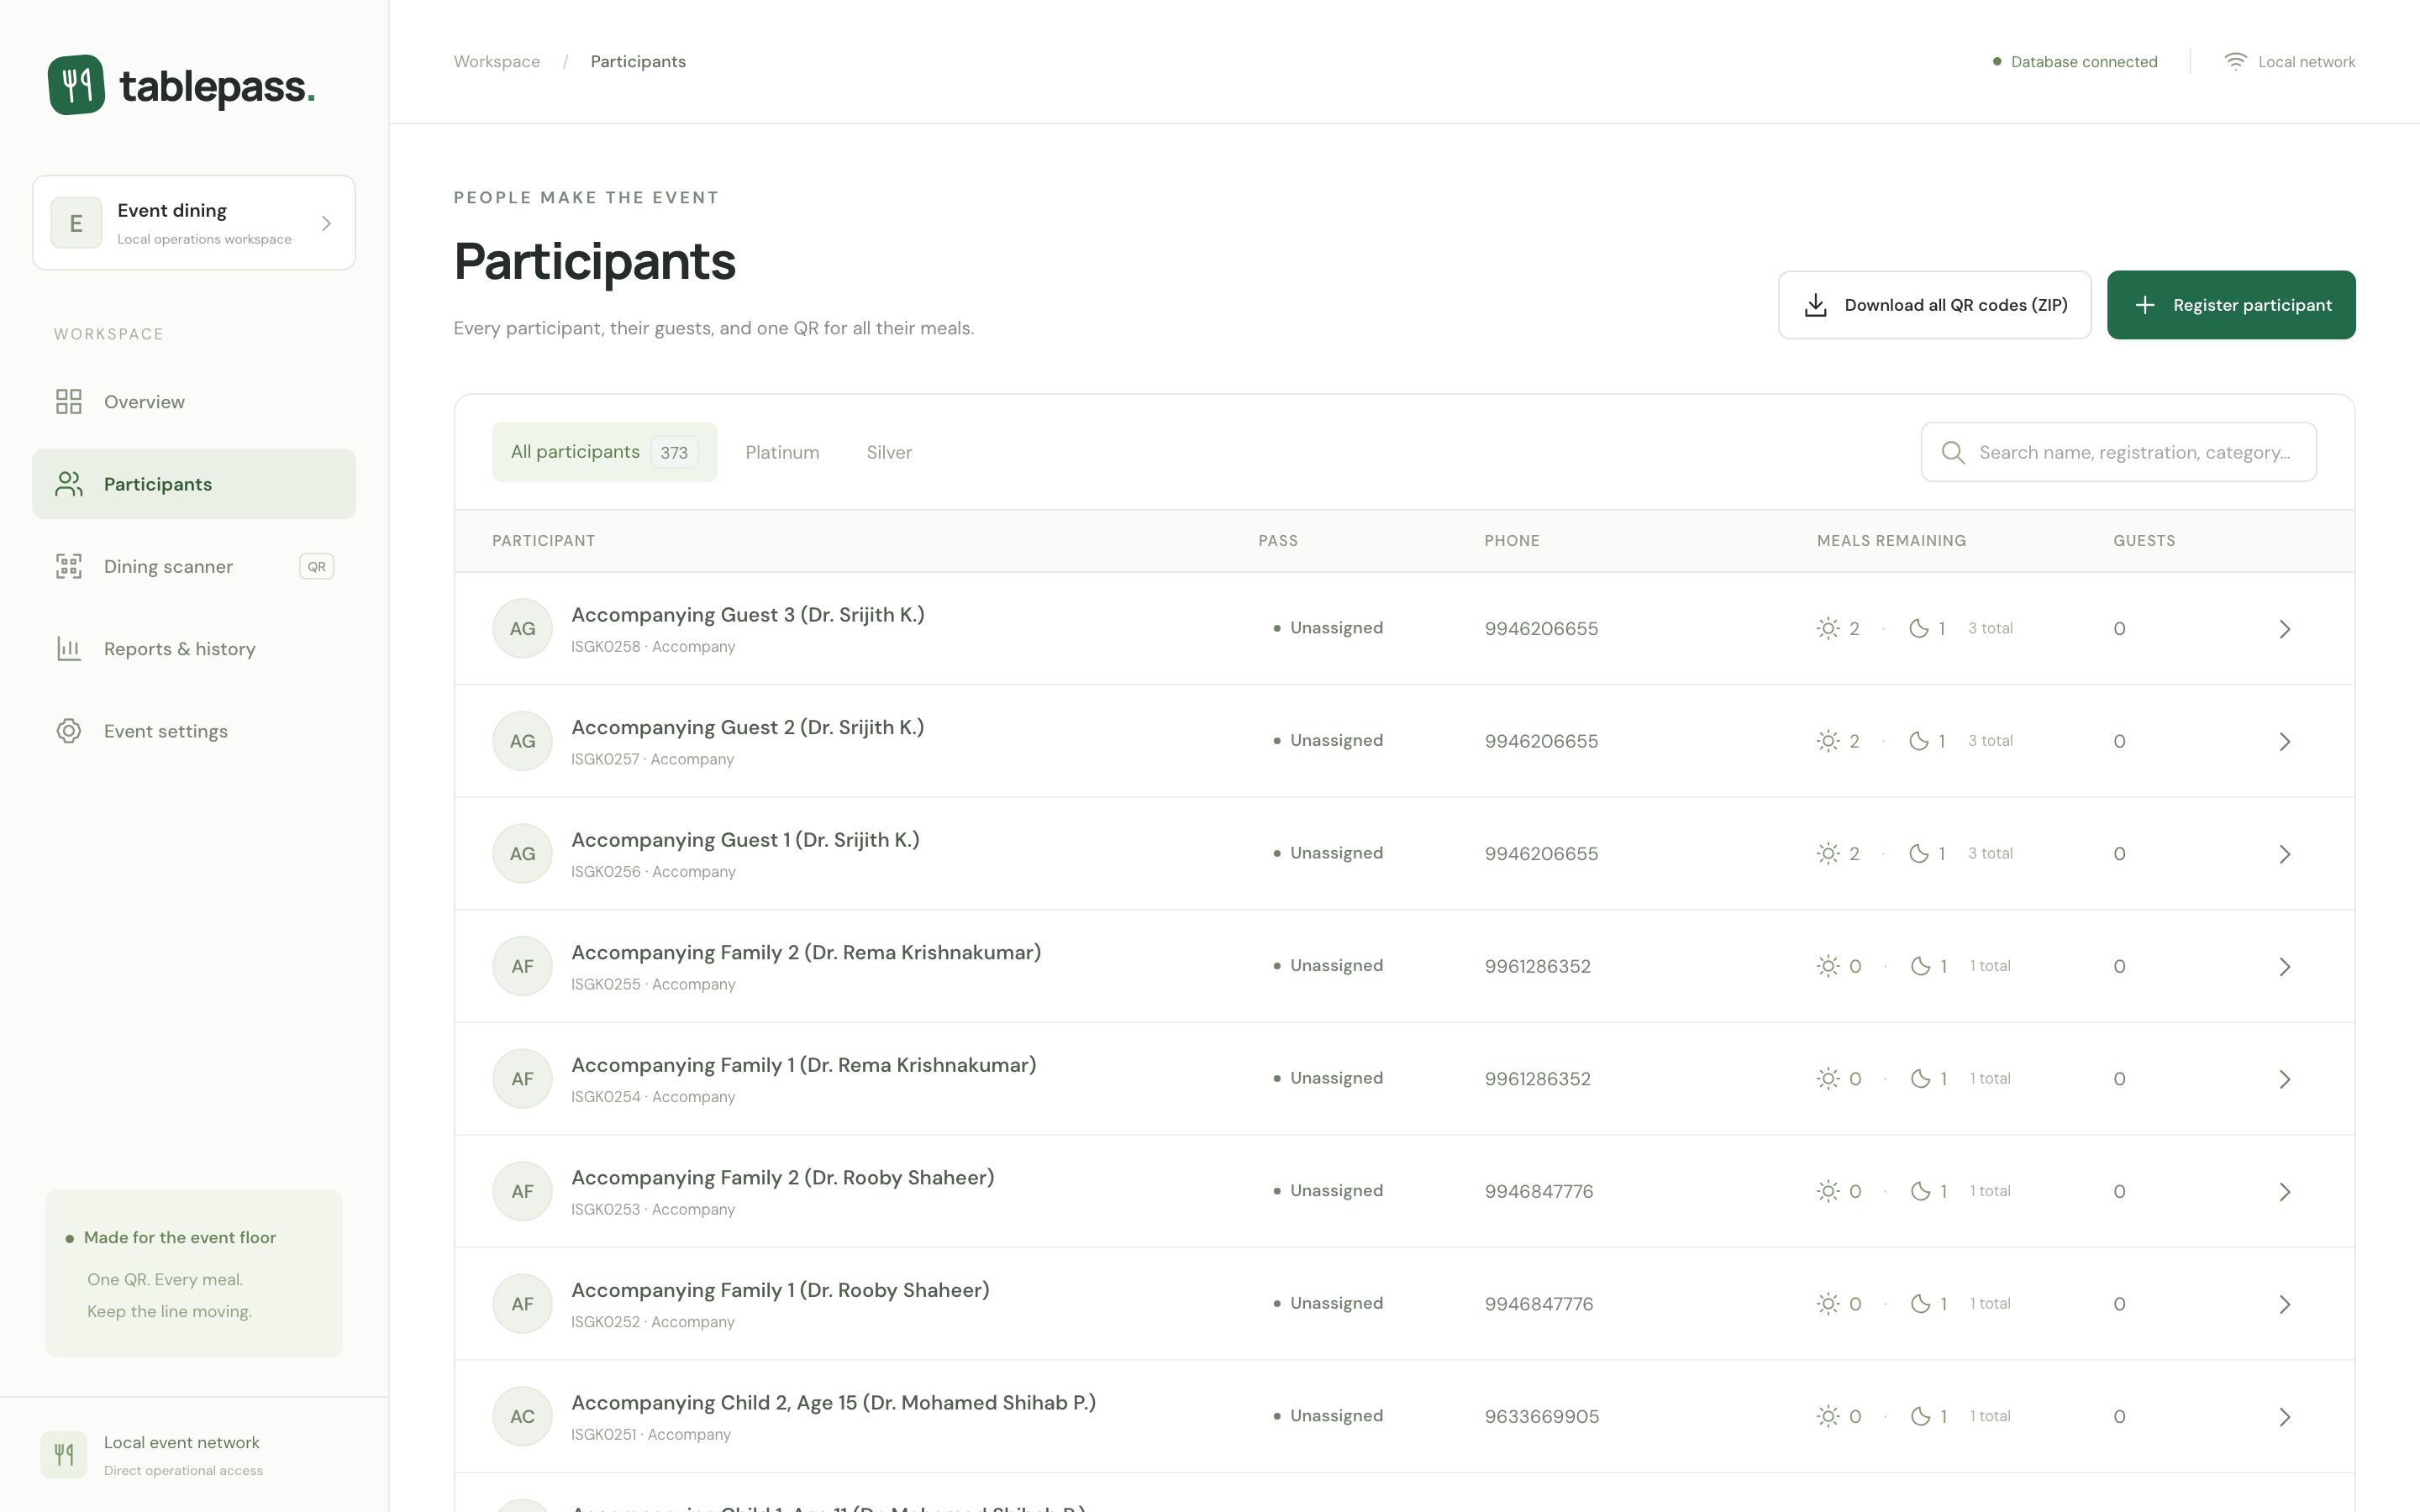 tablepass.
E
Event dining
Local operations workspace
WORKSPACE
Overview
Participants
Dining scanner QR
Reports & history
Event settings
Made for the event floor
One QR. Every meal.
Keep the line moving.
Local event network
Direct operational access
Workspace / Participants
Database connected
Local network
PEOPLE MAKE THE EVENT
Participants
Every participant, their guests, and one QR for all their meals.
Download all QR codes (ZIP)
Register participant
All participants 373 Platinum Silver
Search name, registration, category...
PARTICIPANT PASS PHONE MEALS REMAINING GUESTS
AG Accompanying Guest 3 (Dr. Srijith K.) Unassigned 9946206655 2 · 1 3 total 0
ISGK0258 · Accompany
AG Accompanying Guest 2 (Dr. Srijith K.) Unassigned 9946206655 2 · 1 3 total 0
ISGK0257 · Accompany
AG Accompanying Guest 1 (Dr. Srijith K.) Unassigned 9946206655 2 · 1 3 total 0
ISGK0256 · Accompany
AF Accompanying Family 2 (Dr. Rema Krishnakumar) Unassigned 9961286352 0 · 1 1 total 0
ISGK0255 · Accompany
AF Accompanying Family 1 (Dr. Rema Krishnakumar) Unassigned 9961286352 0 · 1 1 total 0
ISGK0254 · Accompany
AF Accompanying Family 2 (Dr. Rooby Shaheer) Unassigned 9946847776 0 · 1 1 total 0
ISGK0253 · Accompany
AF Accompanying Family 1 (Dr. Rooby Shaheer) Unassigned 9946847776 0 · 1 1 total 0
ISGK0252 · Accompany
AC Accompanying Child 2, Age 15 (Dr. Mohamed Shihab P.) Unassigned 9633669905 0 · 1 1 total 0
ISGK0251 · Accompany
Accompanying Child 1, Age 11 (Dr. Mohamed Shihab P.)